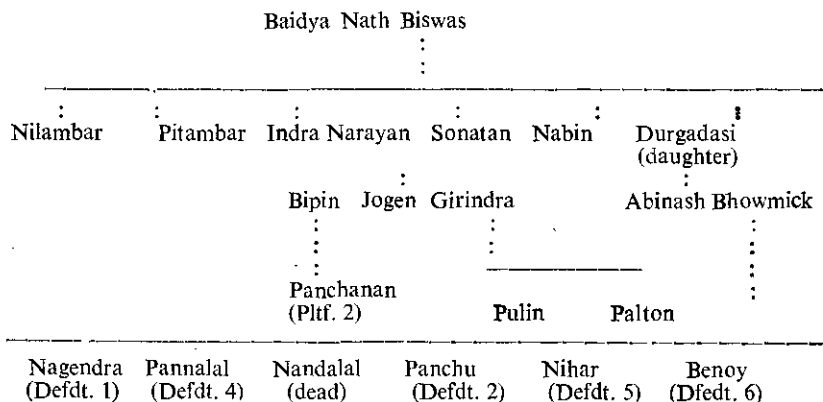 Baidya Nath Biswas
Nilambar Pitambar Indra Narayan Sonatan Nabin Durgadasi
(daughter)
Bipin Jogen Girindra Abinash Bhowmick
Panchanan
(Pltf. 2) Pulin Palton
Nagendra Pannalal Nandalal Panchu Nihar Benoy
(Defdt. 1) (Defdt. 4) (dead) (Defdt. 2) (Defdt. 5) (Dfedt. 6)